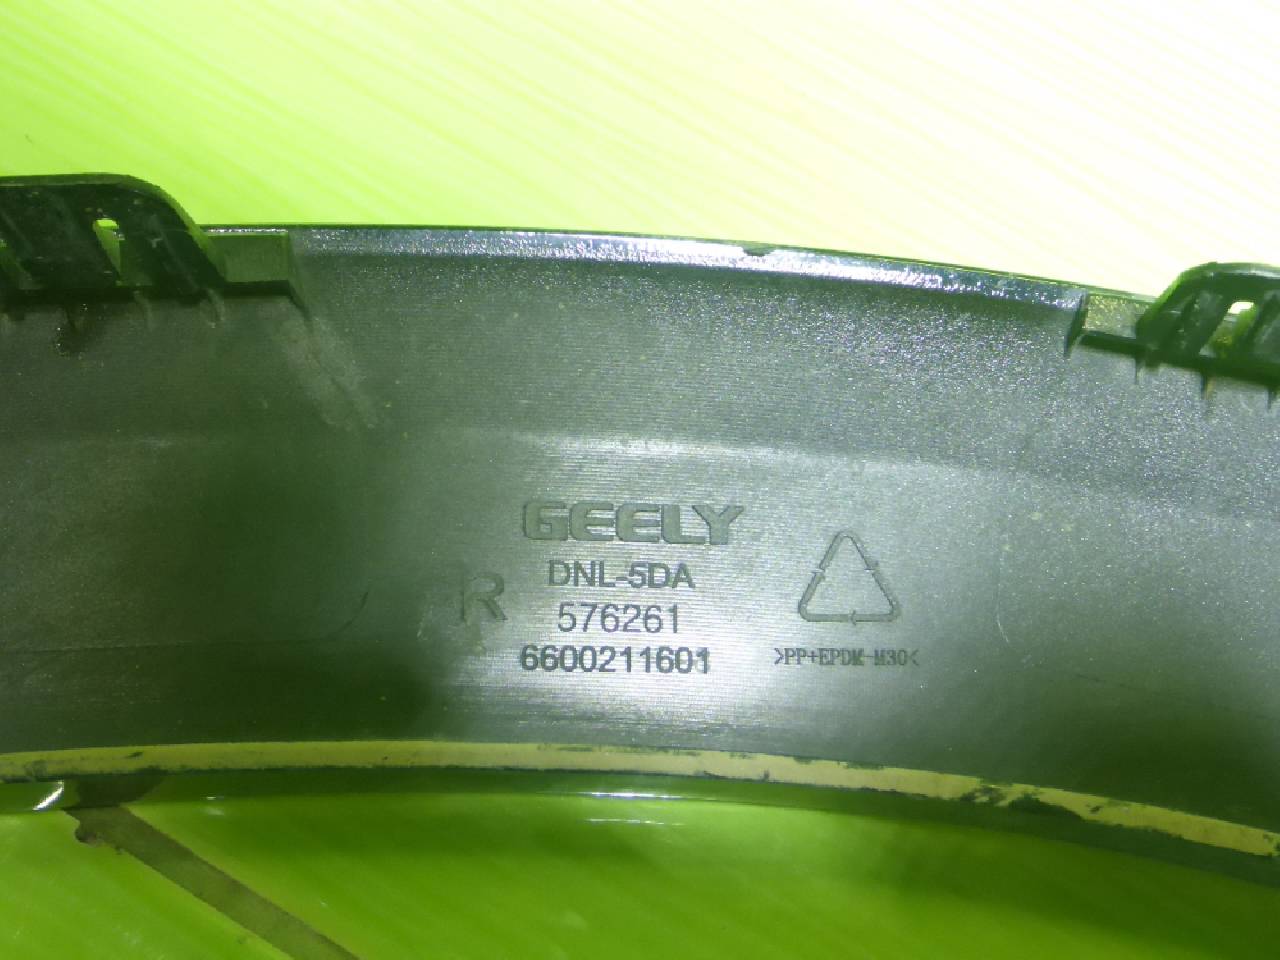 GEELY
DNL-5DA
R
576261
6600211601
>PP+EPDM-M30<